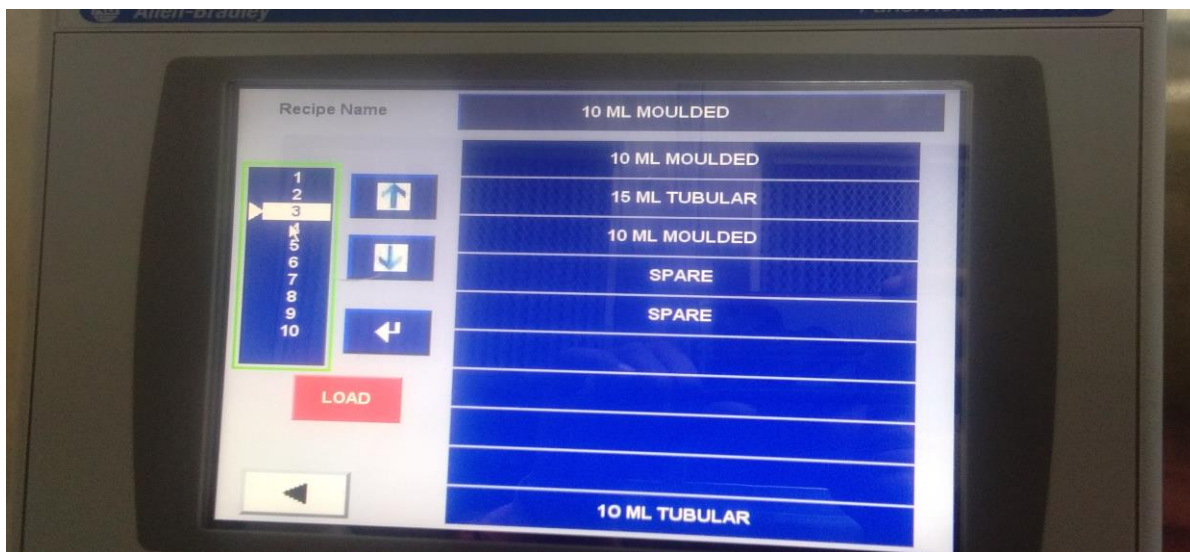 Allen-Bradley
Recipe Name
10 ML MOULDED
10 ML MOULDED
15 ML TUBULAR
10 ML MOULDED
SPARE
SPARE
1O ML TUBULAR
1
2
3
5
6
7
8
9
10
LOAD